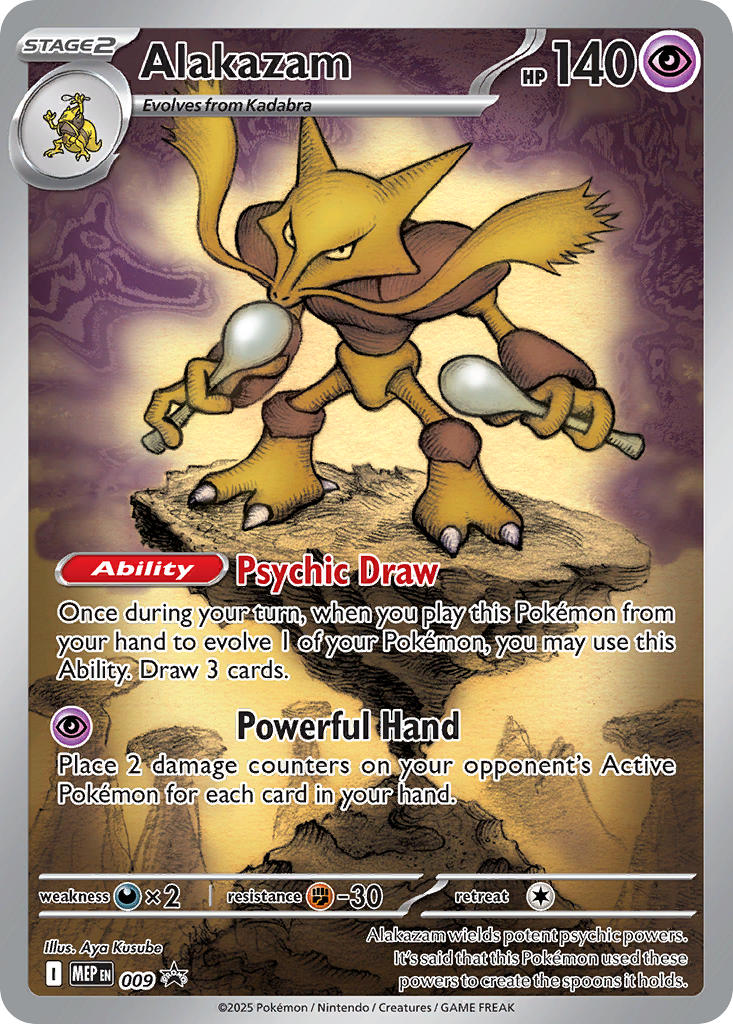 STAGE2
Alakazam
HP 140
Evolves from Kadabra
Ability Psychic Draw
Once during your turn, when you play this Pokémon from
your hand to evolve 1 of your Pokémon, you may use this
Ability. Draw 3 cards.
Powerful Hand
Place 2 damage counters on your opponent's Active
Pokémon for each card in your hand.
weakness ×2 resistance -30 retreat
Illus. Aya Kusube
I MEP EN 009
Alakazam wields potent psychic powers.
It's said that this Pokémon used these
powers to create the spoons it holds.
©2025 Pokémon / Nintendo / Creatures / GAME FREAK